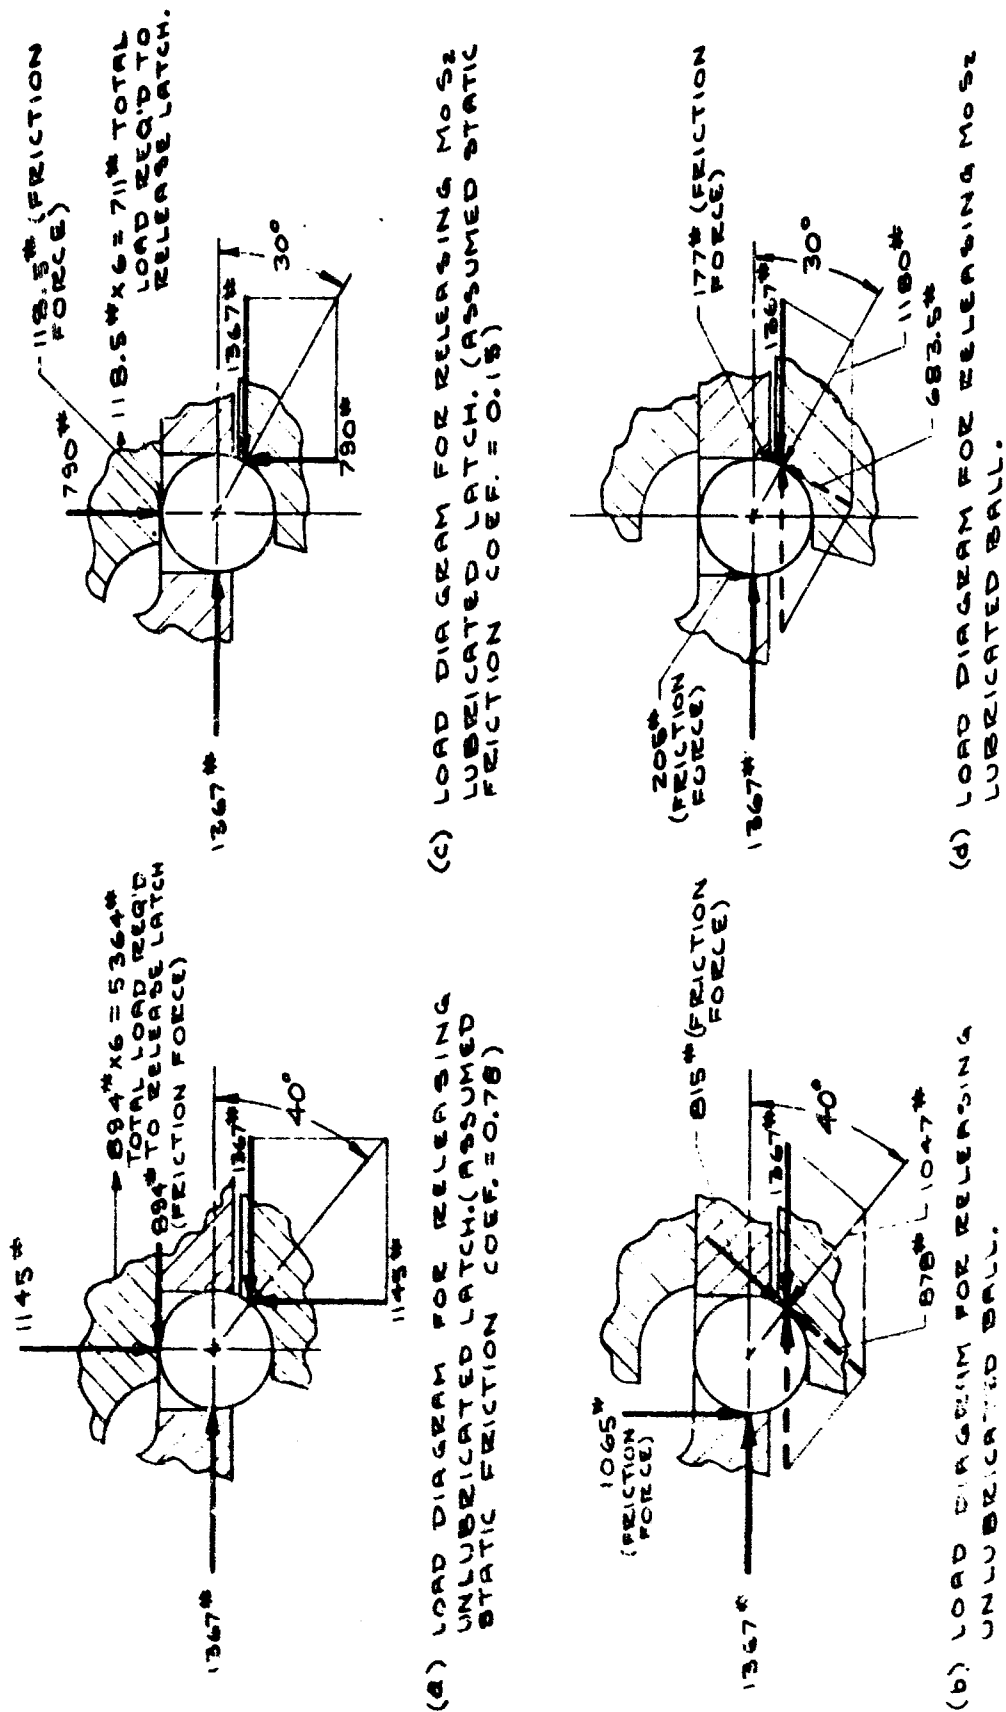 1145#
894# X6 = 5364#
TOTAL LOAD REQ'D
894# TO RELEASE LATCH
(FRICTION FORCE)
1367#
1367#
40°
1145#
(a) LOAD DIAGRAM FOR RELEASING
UNLUBRICATED LATCH. (ASSUMED
STATIC FRICTION COEF. = 0.78)
118.5# (FRICTION
FORCE)
790#
118.5# X6 = 711# TOTAL
LOAD REQ'D TO
RELEASE LATCH.
1367#
1367#
30°
790#
(c) LOAD DIAGRAM FOR RELEASING MoS2
LUBRICATED LATCH. (ASSUMED STATIC
FRICTION COEF. = 0.15)
1065#
(FRICTION
FORCE)
815# (FRICTION
FORCE)
1367#
1367#
40°
878#
1047#
(b) LOAD DIAGRAM FOR RELEASING
UNLUBRICATED BALL.
205#
(FRICTION
FORCE)
177# (FRICTION
FORCE)
1367#
1367#
30°
1180#
683.5#
(d) LOAD DIAGRAM FOR RELEASING MoS2
LUBRICATED BALL.